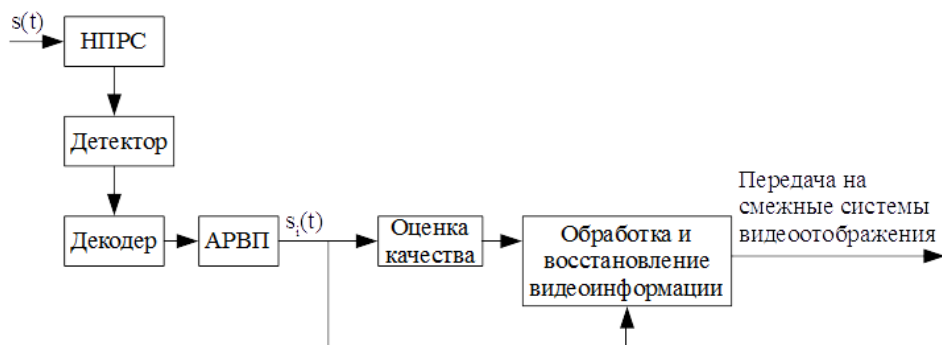 s(t)
НПРС
Детектор
Декодер
АРВП
s_i(t)
Оценка
качества
Обработка и
восстановление
видеоинформации
Передача на
смежные системы
видеоотображения